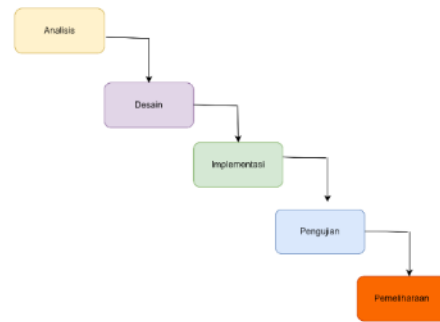 Analisis
Desain
Implementasi
Pengujian
Pemeliharaan